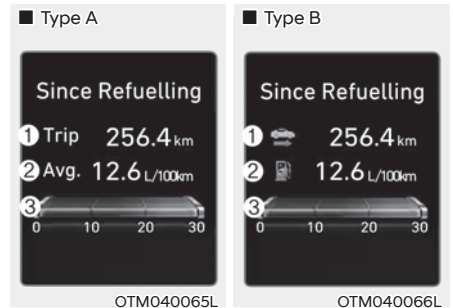 ■ Type A
Since Refuelling
1 Trip 256.4 km
2 Avg. 12.6 L/100km
3
0 10 20 30
OTM040065L
■ Type B
Since Refuelling
1 256.4 km
2 12.6 L/100km
3
0 10 20 30
OTM040066L